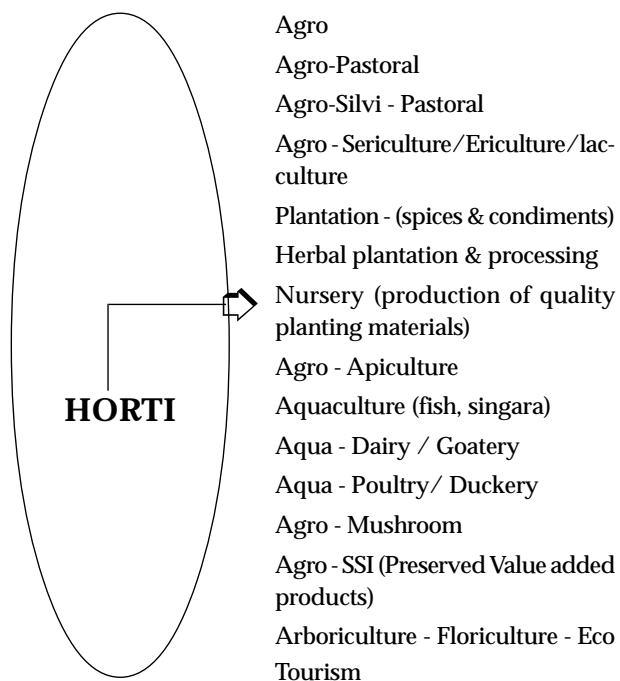 Agro
Agro-Pastoral
Agro-Silvi - Pastoral
Agro - Sericulture/Ericulture/lac-
culture
Plantation - (spices & condiments)
Herbal plantation & processing
Nursery (production of quality
planting materials)
Agro - Apiculture
HORTI
Aquaculture (fish, singara)
Aqua - Dairy / Goatery
Aqua - Poultry/ Duckery
Agro - Mushroom
Agro - SSI (Preserved Value added
products)
Arboriculture - Floriculture - Eco
Tourism